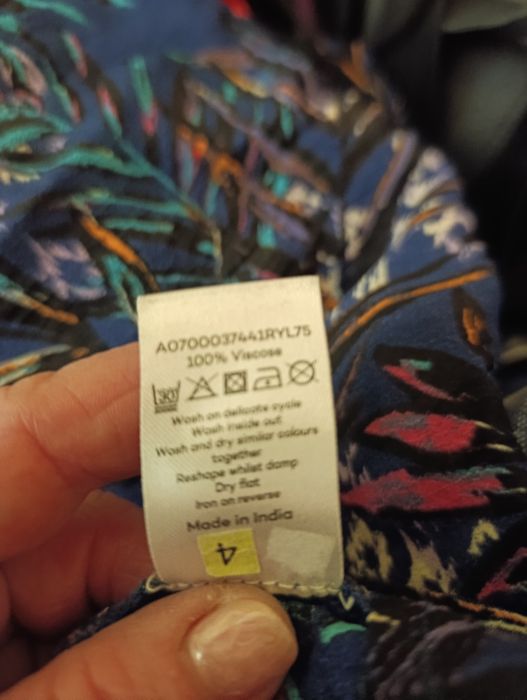 A0700037441RYL75
100% Viscose
30
Wash on delicate cycle
Wash inside out
Wash and dry similar colours
together
Reshape whilst damp
Dry flat
Iron on reverse
Made in India
4